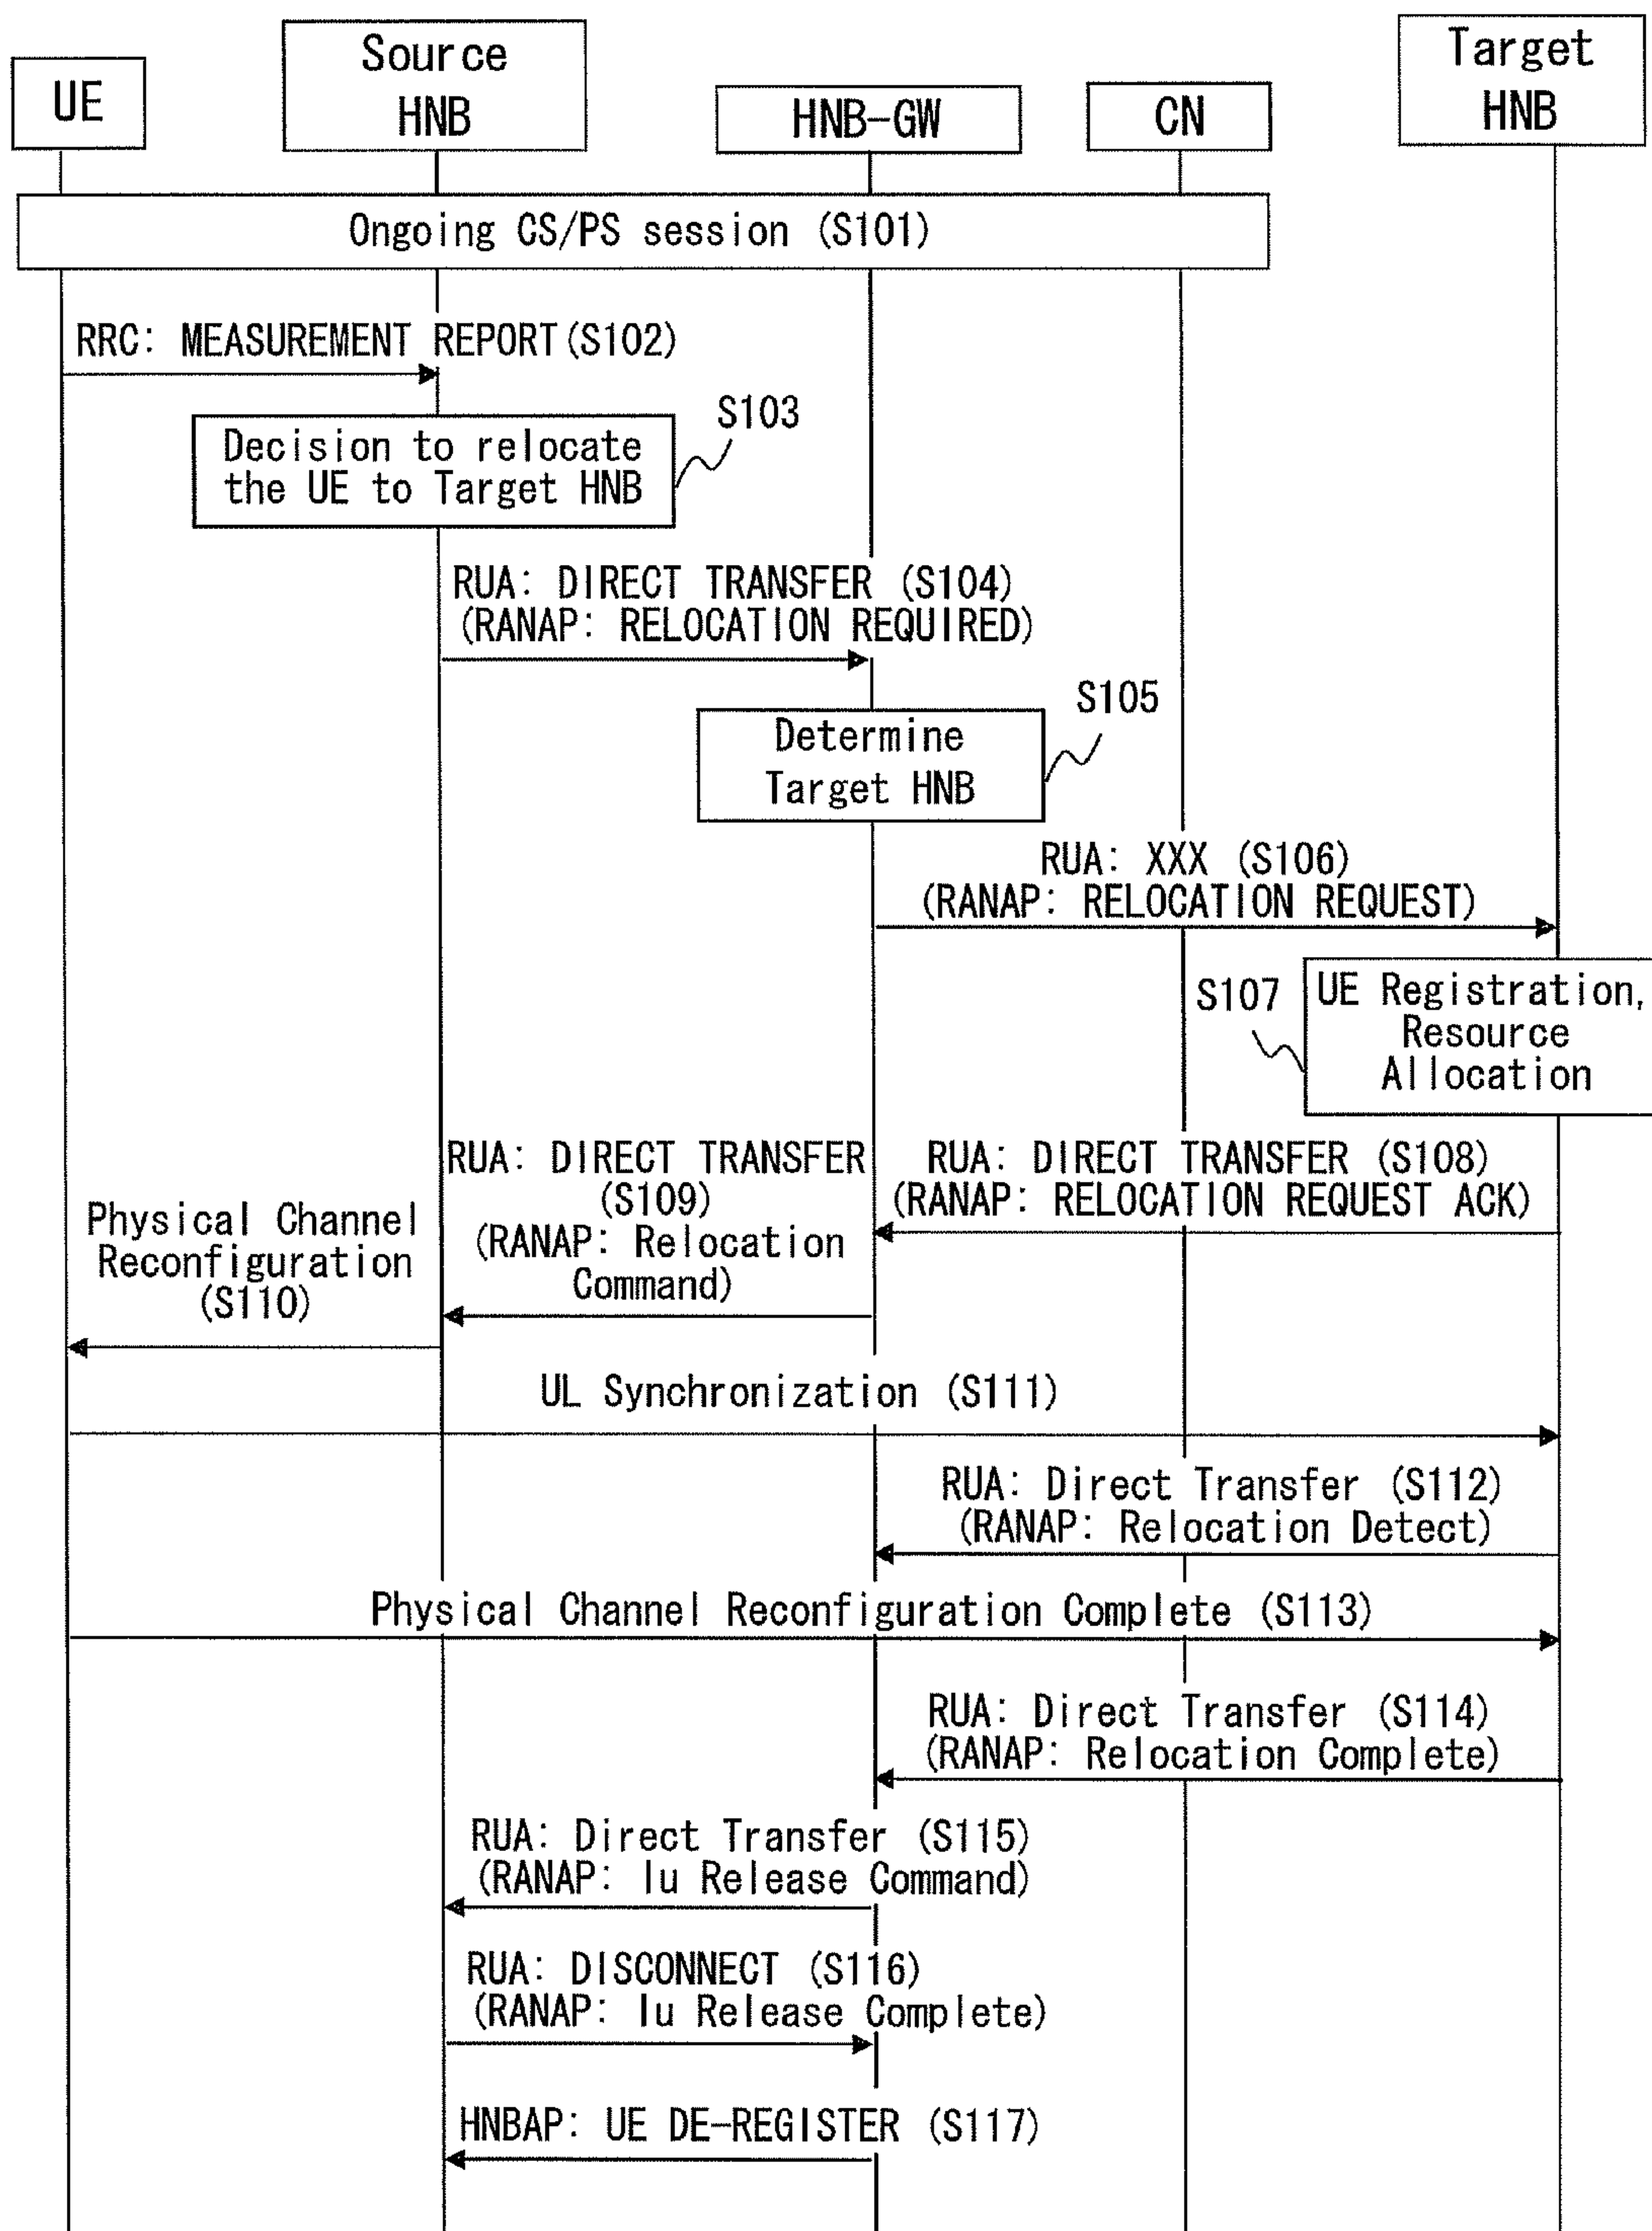 UE
Source
HNB
HNB-GW
CN
Target
HNB
Ongoing CS/PS session (S101)
RRC: MEASUREMENT REPORT(S102)
S103
Decision to relocate
the UE to Target HNB
RUA: DIRECT TRANSFER (S104)
(RANAP: RELOCATION REQUIRED)
S105
Determine
Target HNB
RUA: XXX (S106)
(RANAP: RELOCATION REQUEST)
S107
UE Registration,
Resource
Allocation
RUA: DIRECT TRANSFER
(S109)
(RANAP: Relocation
Command)
RUA: DIRECT TRANSFER (S108)
(RANAP: RELOCATION REQUEST ACK)
Physical Channel
Reconfiguration
(S110)
UL Synchronization (S111)
RUA: Direct Transfer (S112)
(RANAP: Relocation Detect)
Physical Channel Reconfiguration Complete (S113)
RUA: Direct Transfer (S114)
(RANAP: Relocation Complete)
RUA: Direct Transfer (S115)
(RANAP: Iu Release Command)
RUA: DISCONNECT (S116)
(RANAP: Iu Release Complete)
HNBAP: UE DE-REGISTER (S117)